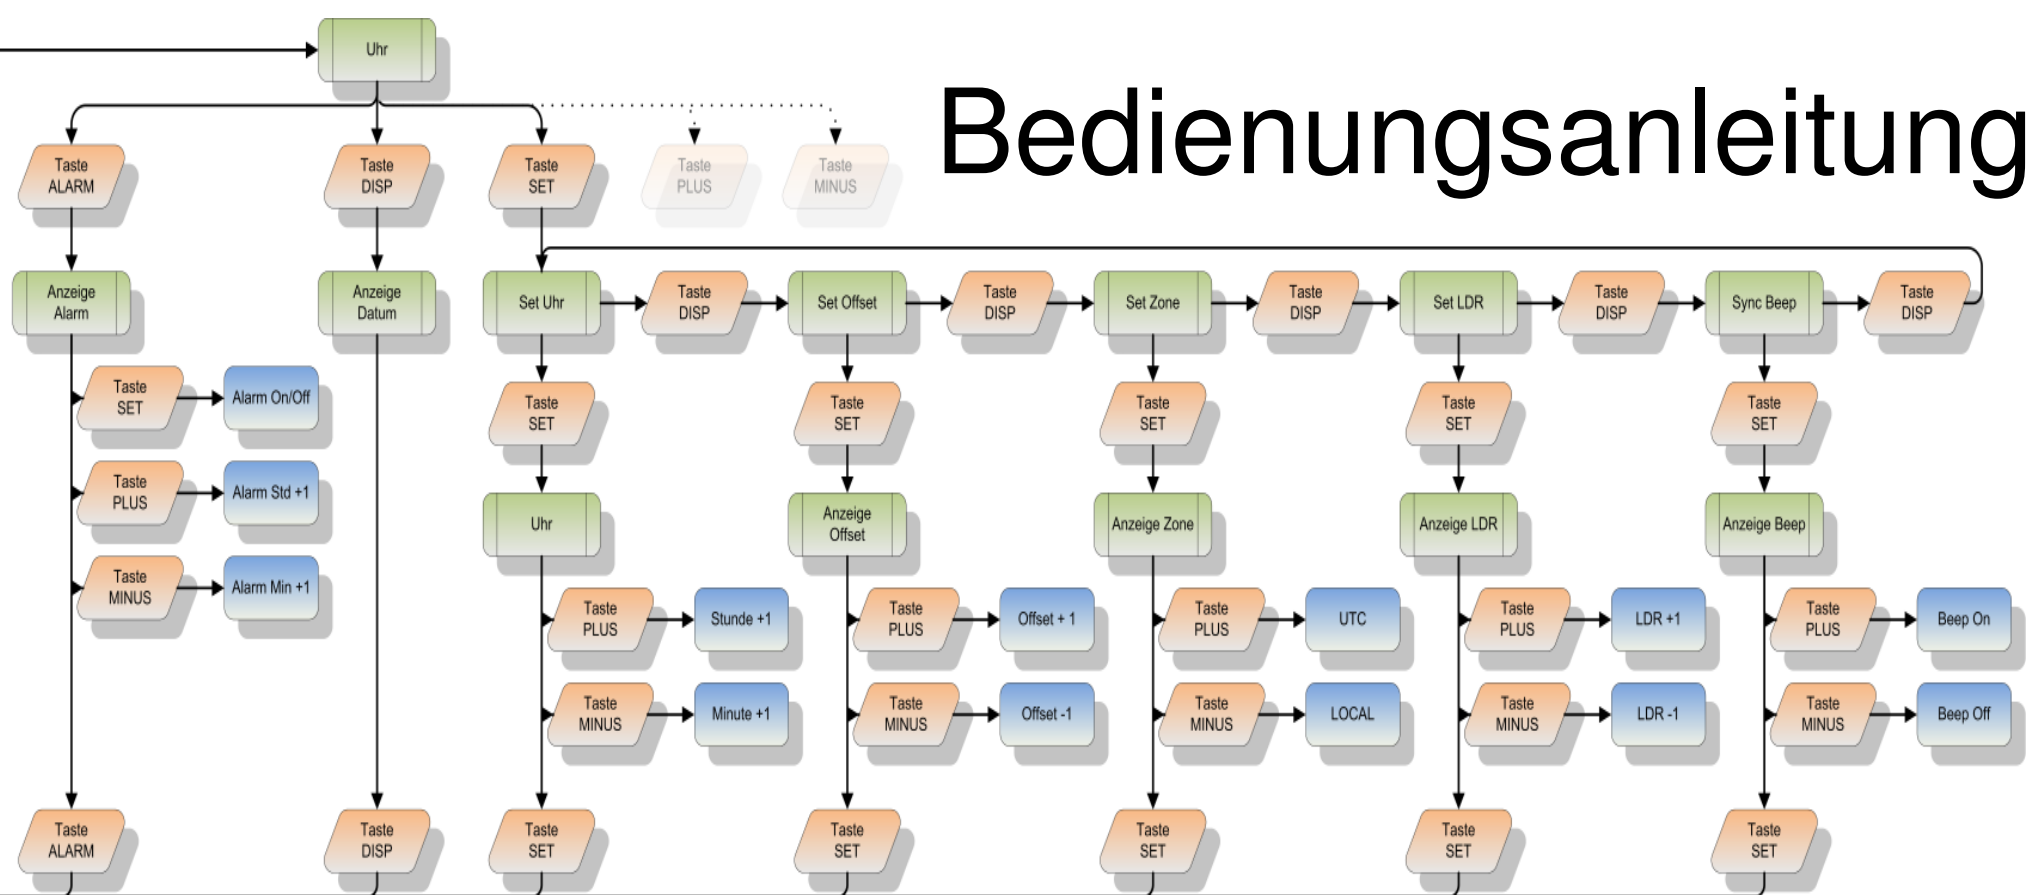 Uhr
Bedienungsanleitung
Taste
ALARM
Taste
DISP
Taste
SET
Taste
PLUS
Taste
MINUS
Anzeige
Alarm
Anzeige
Datum
Set Uhr
Taste
DISP
Set Offset
Taste
DISP
Set Zone
Taste
DISP
Set LDR
Taste
DISP
Sync Beep
Taste
DISP
Taste
SET
Alarm On/Off
Taste
PLUS
Alarm Std +1
Taste
MINUS
Alarm Min +1
Taste
SET
Taste
SET
Taste
SET
Taste
SET
Taste
SET
Uhr
Anzeige
Offset
Anzeige Zone
Anzeige LDR
Anzeige Beep
Taste
PLUS
Stunde +1
Taste
PLUS
Offset + 1
Taste
PLUS
UTC
Taste
PLUS
LDR +1
Taste
PLUS
Beep On
Taste
MINUS
Minute +1
Taste
MINUS
Offset -1
Taste
MINUS
LOCAL
Taste
MINUS
LDR -1
Taste
MINUS
Beep Off
Taste
ALARM
Taste
DISP
Taste
SET
Taste
SET
Taste
SET
Taste
SET
Taste
SET